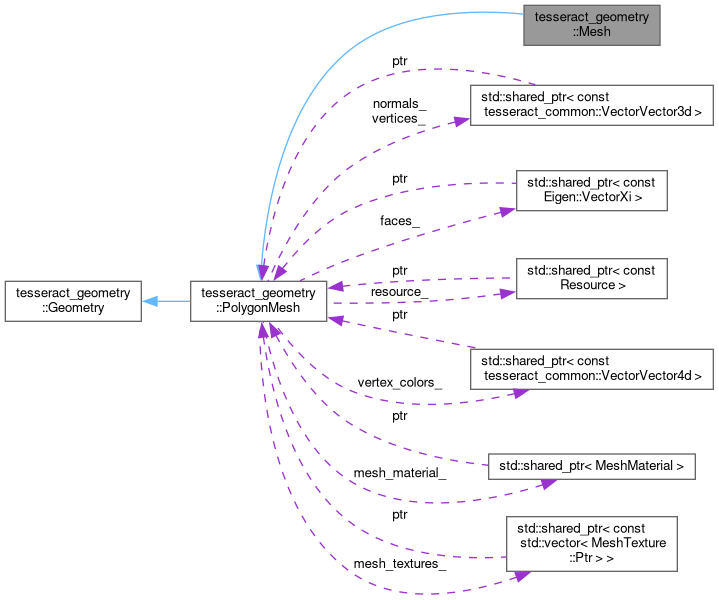 tesseract_geometry
::Mesh
ptr
std::shared_ptr< const
tesseract_common::VectorVector3d >
normals_
vertices_
ptr
std::shared_ptr< const
Eigen::VectorXi >
faces_
ptr
std::shared_ptr< const
Resource >
resource_
tesseract_geometry
::Geometry
tesseract_geometry
::PolygonMesh
ptr
std::shared_ptr< const
tesseract_common::VectorVector4d >
vertex_colors_
ptr
std::shared_ptr< MeshMaterial >
mesh_material_
ptr
std::shared_ptr< const
std::vector< MeshTexture
::Ptr > >
mesh_textures_